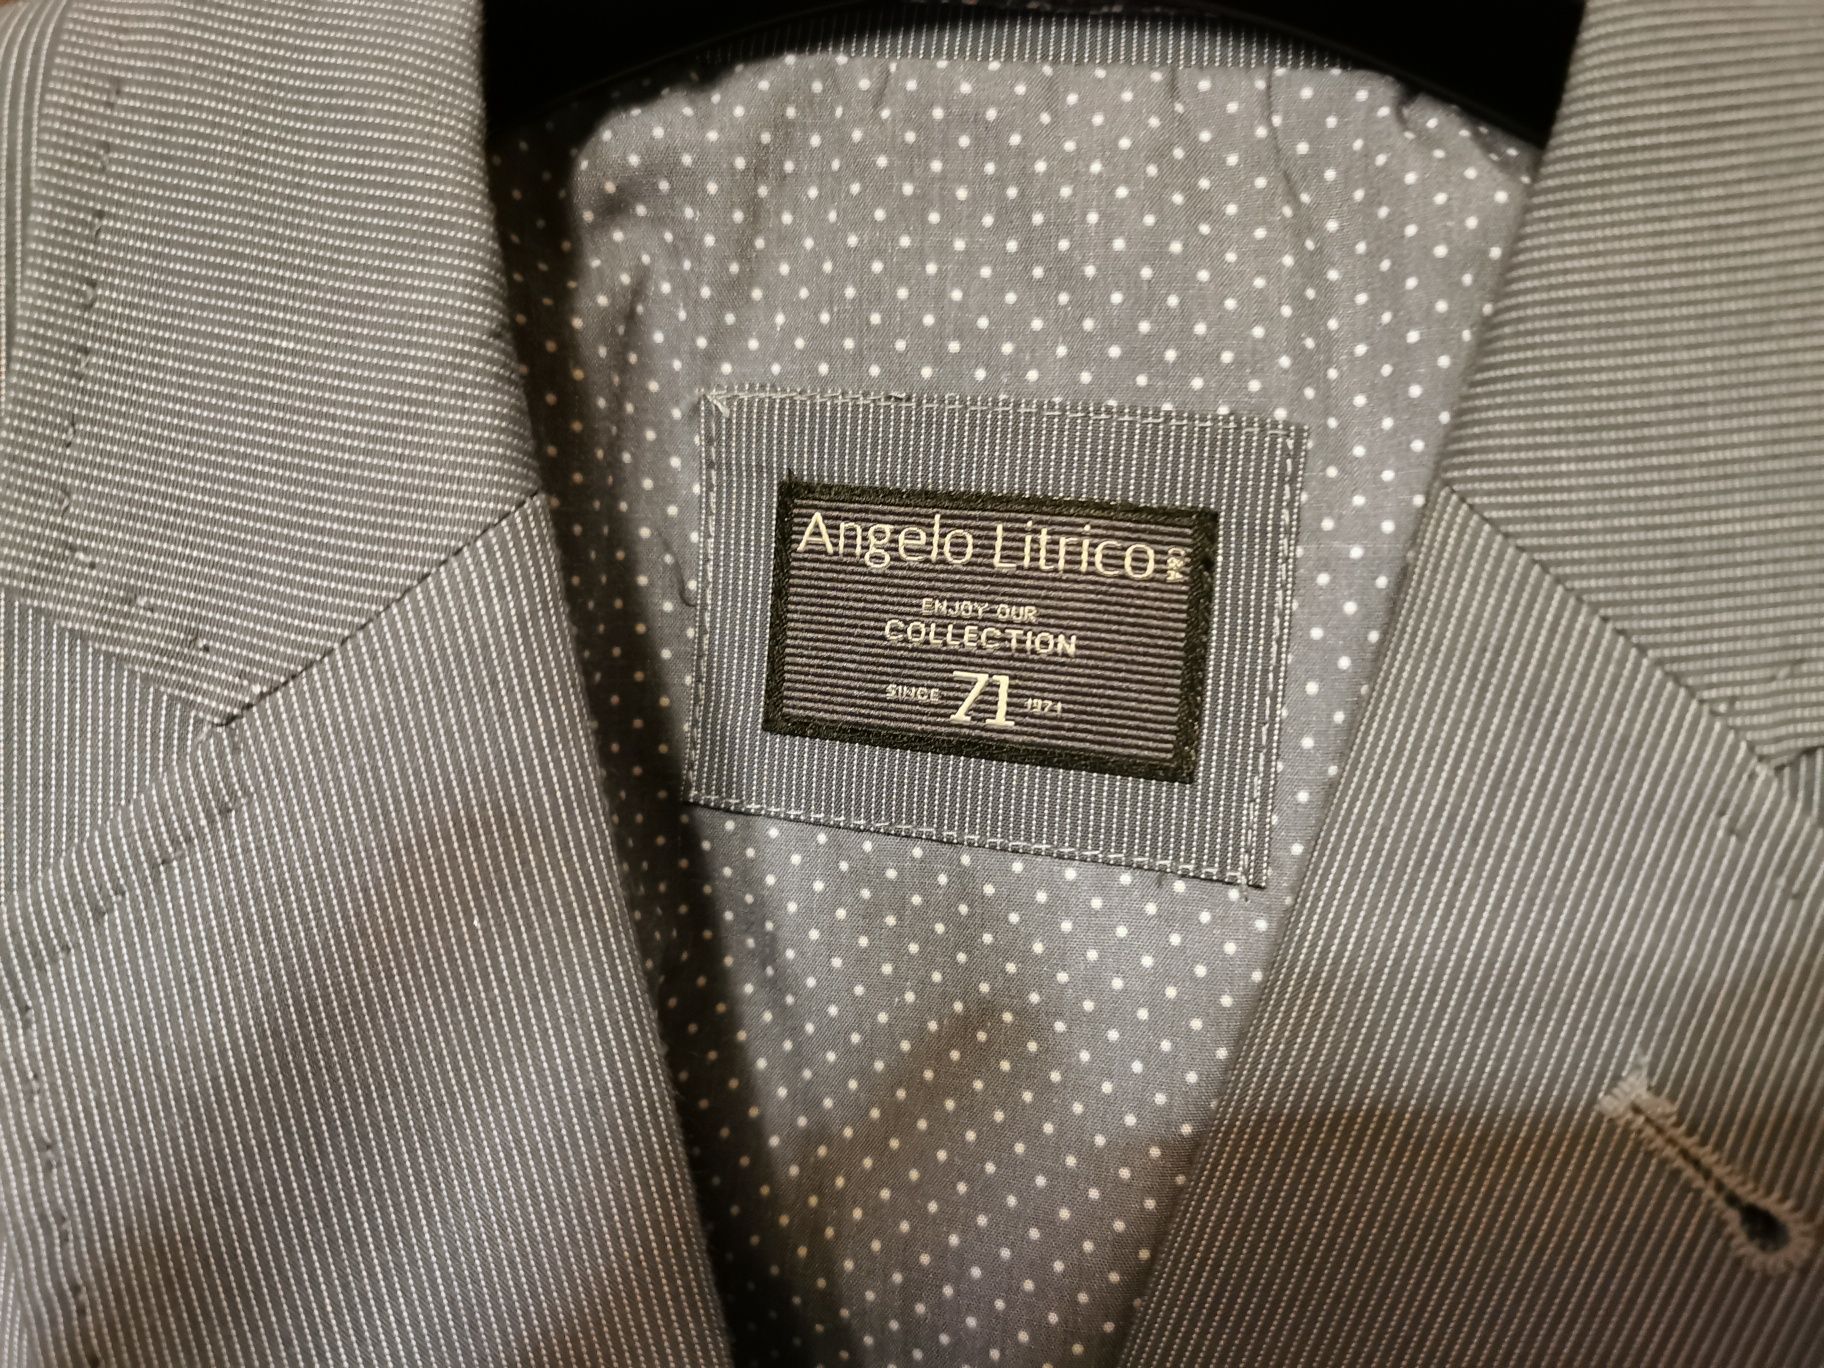 Angelo Litrico C&A
ENJOY OUR
COLLECTION
SINCE 71 1971